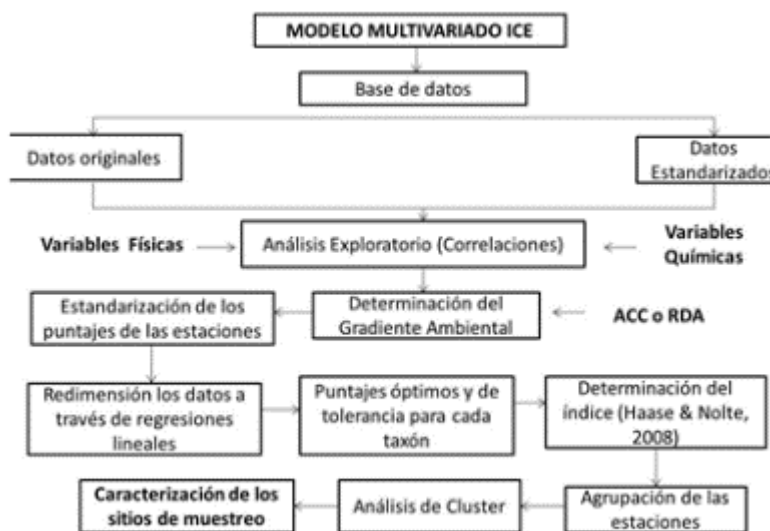 MODELO MULTIVARIADO ICE
Base de datos
Datos originales
Datos
Estandarizados
Variables Físicas
Análisis Exploratorio (Correlaciones)
Variables
Químicas
Estandarización de los
puntajes de las estaciones
Determinación del
Gradiente Ambiental
ACC o RDA
Redimensión los datos a
través de regresiones
lineales
Puntajes óptimos y de
tolerancia para cada
taxón
Determinación del
índice (Haase & Nolte,
2008)
Caracterización de los
sitios de muestreo
Análisis de Cluster
Agrupación de las
estaciones